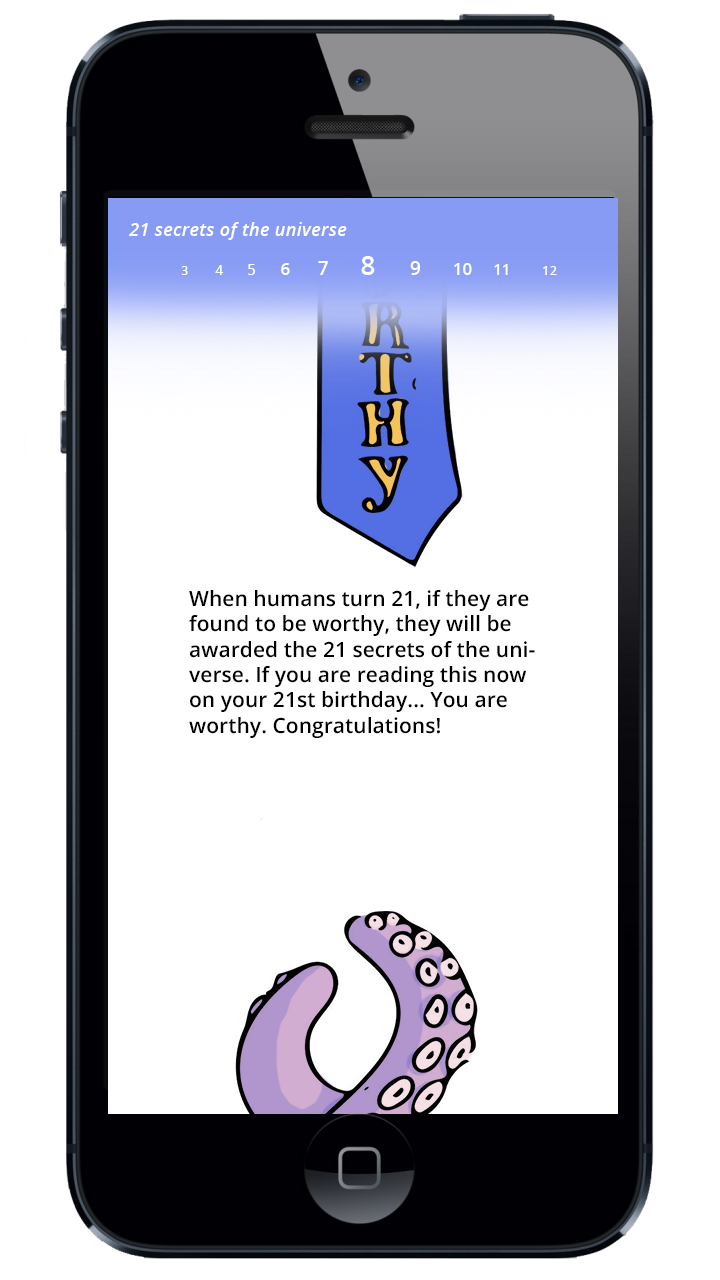 21 secrets of the universe
3 4 5 6 7 8 9 10 11 12
R
T
H
Y
When humans turn 21, if they are
found to be worthy, they will be
awarded the 21 secrets of the uni-
verse. If you are reading this now
on your 21st birthday... You are
worthy. Congratulations!